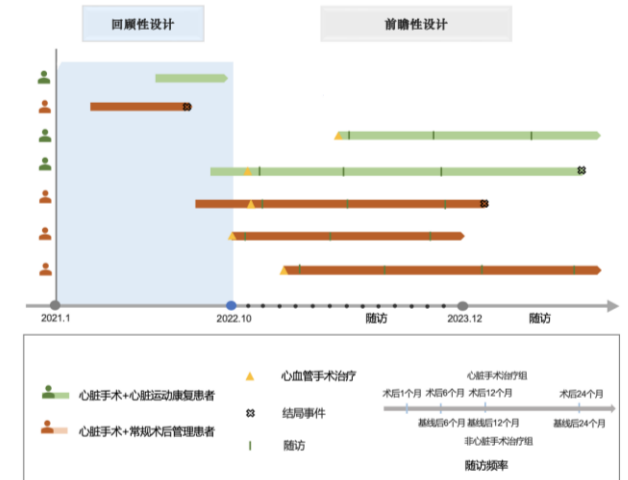 回顾性设计
前瞻性设计
2021.1
2022.10
随访
2023.12
随访
心脏手术+心脏运动康复患者
心脏手术+常规术后管理患者
心血管手术治疗
结局事件
随访
心脏手术治疗组
术后1个月 术后6个月 术后12个月 术后24个月
基线后6个月 基线后12个月 基线后24个月
非心脏手术治疗组
随访频率